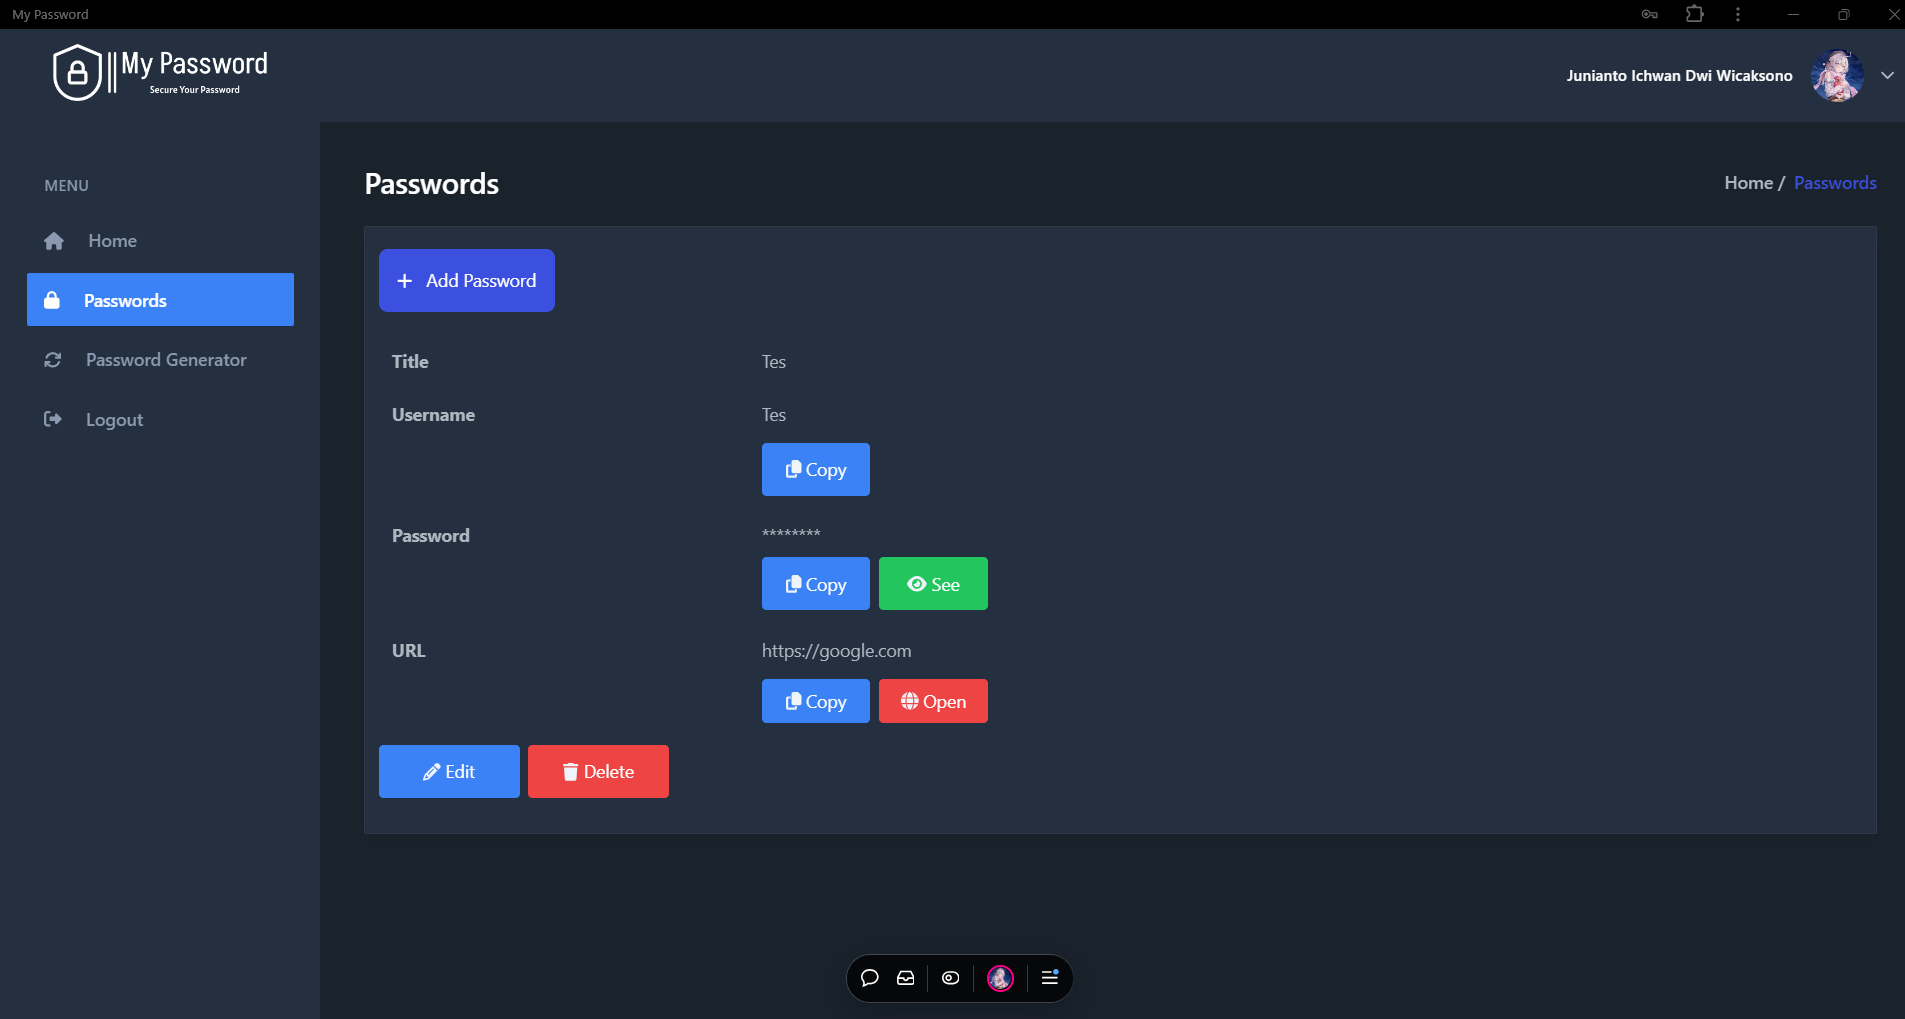 My Password
My Password
Secure Your Password
Junianto Ichwan Dwi Wicaksono
MENU
Home
Passwords
Password Generator
Logout
Passwords
Home / Passwords
+ Add Password
Title Tes
Username Tes
Copy
Password ********
Copy See
URL https://google.com
Copy Open
Edit Delete